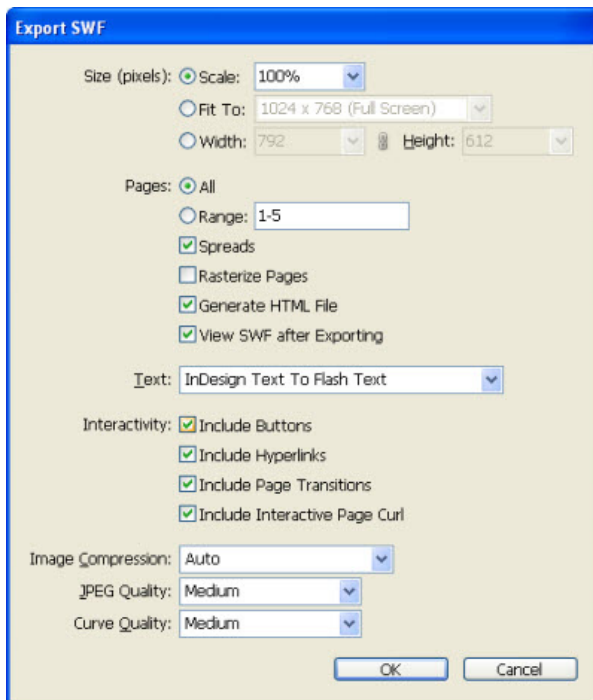 Export SWF
Size (pixels): Scale: 100%
Fit To: 1024 x 768 (Full Screen)
Width: 792 Height: 612
Pages: All
Range: 1-5
Spreads
Rasterize Pages
Generate HTML File
View SWF after Exporting
Text: InDesign Text To Flash Text
Interactivity: Include Buttons
Include Hyperlinks
Include Page Transitions
Include Interactive Page Curl
Image Compression: Auto
JPEG Quality: Medium
Curve Quality: Medium
OK Cancel